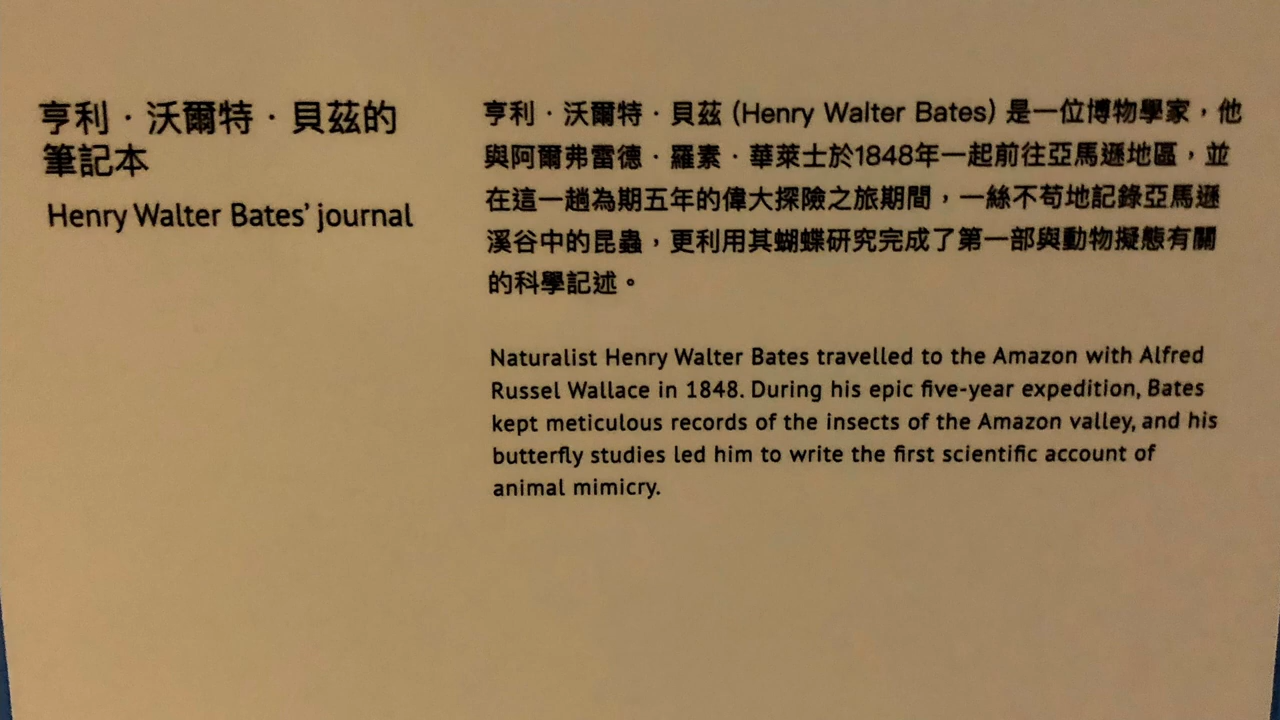 亨利．沃爾特．貝茲的
筆記本
Henry Walter Bates’ journal
亨利．沃爾特．貝茲 (Henry Walter Bates) 是一位博物學家，他
與阿爾弗雷德．羅素．華萊士於1848年一起前往亞馬遜地區，並
在這一趟為期五年的偉大探險之旅期間，一絲不苟地記錄亞馬遜
溪谷中的昆蟲，更利用其蝴蝶研究完成了第一部與動物擬態有關
的科學記述。
Naturalist Henry Walter Bates travelled to the Amazon with Alfred
Russel Wallace in 1848. During his epic five-year expedition, Bates
kept meticulous records of the insects of the Amazon valley, and his
butterfly studies led him to write the first scientific account of
animal mimicry.